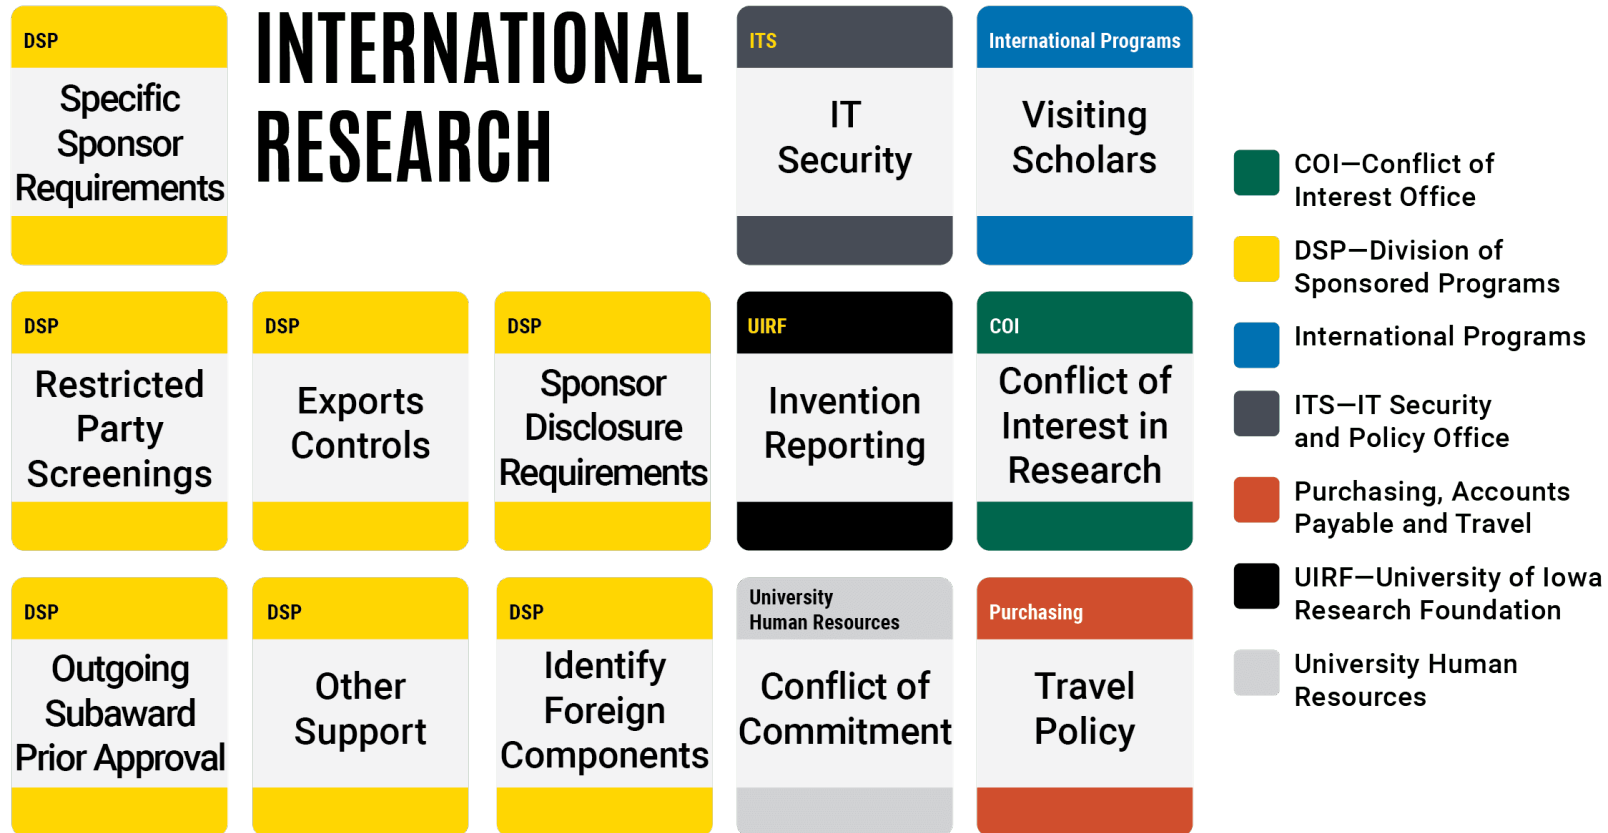 DSP
Specific
Sponsor
Requirements
INTERNATIONAL
RESEARCH
ITS
IT
Security
International Programs
Visiting
Scholars
DSP
Restricted
Party
Screenings
DSP
Exports
Controls
DSP
Sponsor
Disclosure
Requirements
UIRF
Invention
Reporting
COI
Conflict of
Interest in
Research
DSP
Outgoing
Subaward
Prior Approval
DSP
Other
Support
DSP
Identify
Foreign
Components
University
Human Resources
Conflict of
Commitment
Purchasing
Travel
Policy
COI—Conflict of
Interest Office
DSP—Division of
Sponsored Programs
International Programs
ITS—IT Security
and Policy Office
Purchasing, Accounts
Payable and Travel
UIRF—University of Iowa
Research Foundation
University Human
Resources